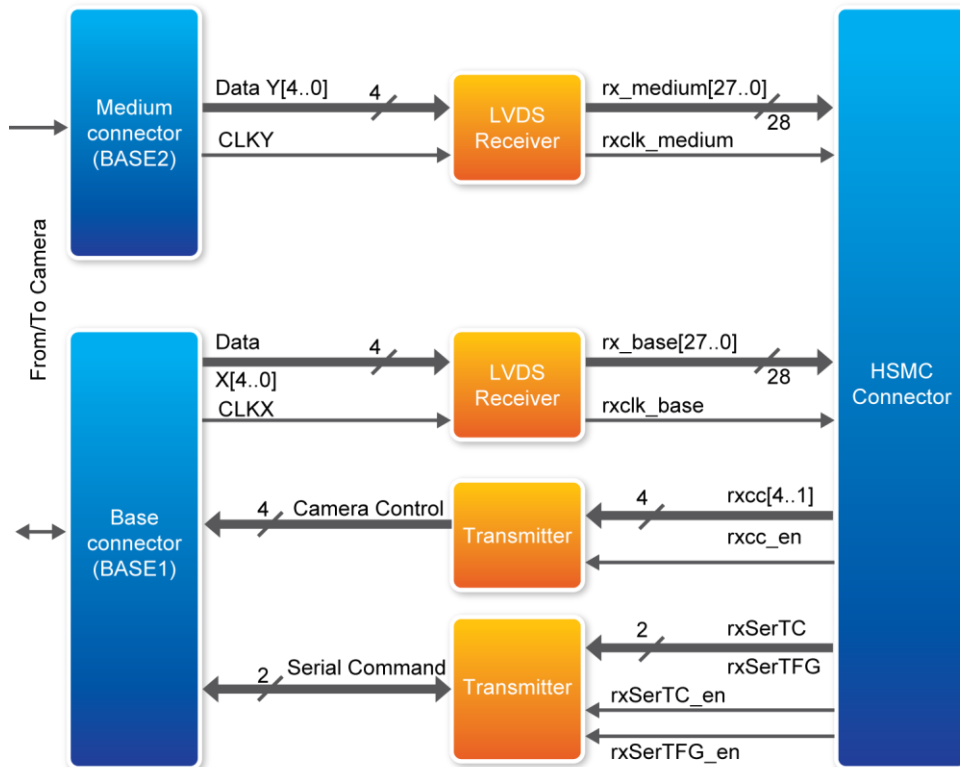 Medium
connector
(BASE2)
Data Y[4..0]
4
CLKY
LVDS
Receiver
rx_medium[27..0]
28
rxclk_medium
From/To Camera
Data
4
X[4..0]
CLKX
LVDS
Receiver
rx_base[27..0]
28
rxclk_base
HSMC
Connector
Base
connector
(BASE1)
4
Camera Control
Transmitter
4
rxcc[4..1]
rxcc_en
2
Serial Command
Transmitter
2
rxSerTC
rxSerTFG
rxSerTC_en
rxSerTFG_en